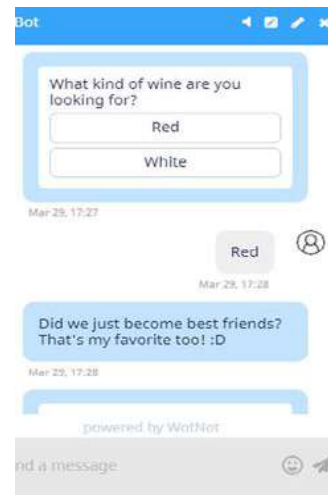 Bot
What kind of wine are you
looking for?
Red
White
Mar 29, 17:27
Red
Mar 29, 17:28
Did we just become best friends?
That's my favorite too! :D
Mar 29, 17:28
powered by WotNot
nd a message